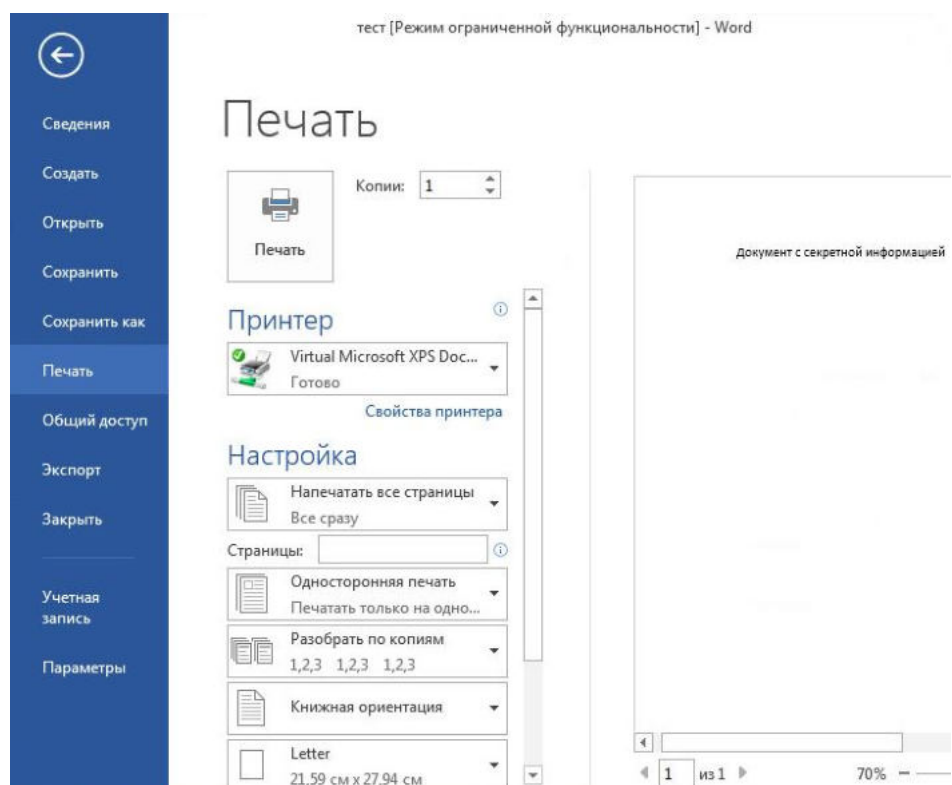 тест [Режим ограниченной функциональности] - Word
Сведения
Создать
Открыть
Сохранить
Сохранить как
Печать
Общий доступ
Экспорт
Закрыть
Учетная
запись
Параметры
Печать
Печать
Копии: 1
Принтер
Virtual Microsoft XPS Doc...
Готово
Свойства принтера
Настройка
Напечатать все страницы
Все сразу
Страницы:
Односторонняя печать
Печатать только на одно...
Разобрать по копиям
1,2,3 1,2,3 1,2,3
Книжная ориентация
Letter
21,59 см x 27,94 см
Документ с секретной информацией
1 из 1
70%